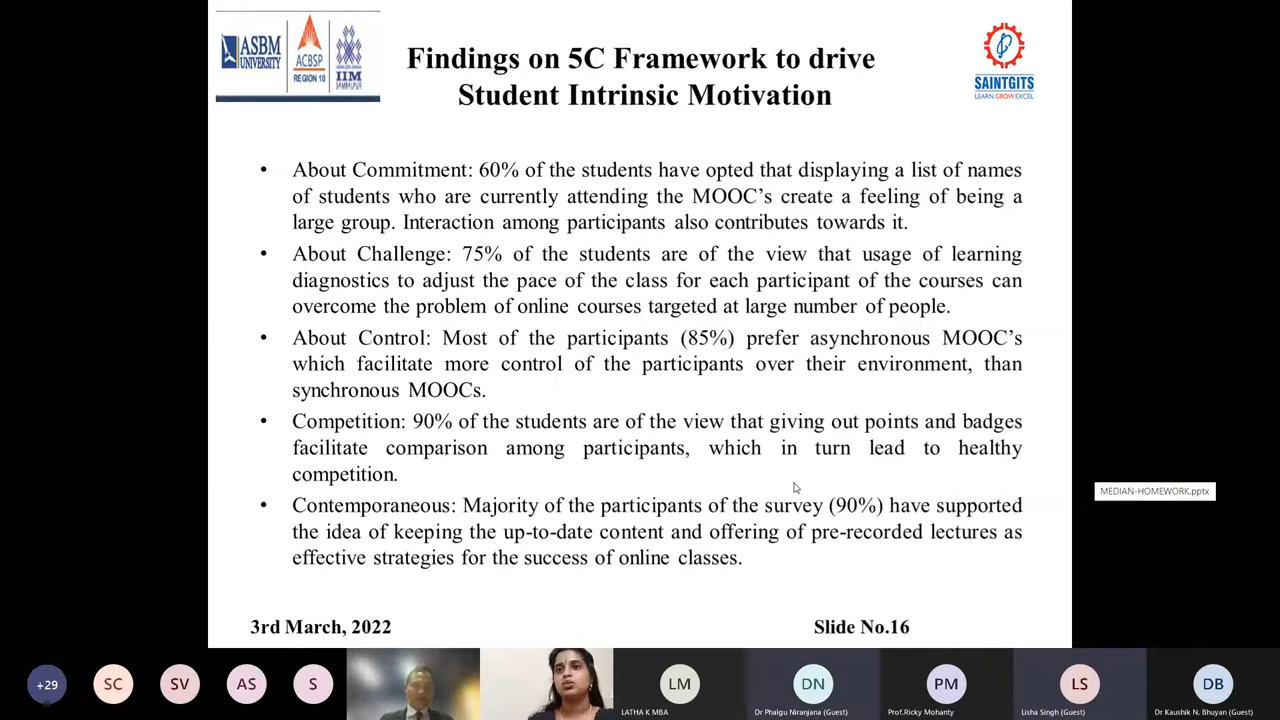 ASBM
UNIVERSITY
ACBSP
REGION 10
IIM
SAMBALPUR
Findings on 5C Framework to drive
Student Intrinsic Motivation
SAINTGITS
LEARN.GROW.EXCEL
• About Commitment: 60% of the students have opted that displaying a list of names
of students who are currently attending the MOOC’s create a feeling of being a
large group. Interaction among participants also contributes towards it.
• About Challenge: 75% of the students are of the view that usage of learning
diagnostics to adjust the pace of the class for each participant of the courses can
overcome the problem of online courses targeted at large number of people.
• About Control: Most of the participants (85%) prefer asynchronous MOOC’s
which facilitate more control of the participants over their environment, than
synchronous MOOCs.
• Competition: 90% of the students are of the view that giving out points and badges
facilitate comparison among participants, which in turn lead to healthy
competition.
• Contemporaneous: Majority of the participants of the survey (90%) have supported
the idea of keeping the up-to-date content and offering of pre-recorded lectures as
effective strategies for the success of online classes.
MEDIAN-HOMEWORK.pptx
3rd March, 2022
Slide No.16
+29
SC
SV
AS
S
LM
LATHA K MBA
DN
Dr Phalgu Niranjana (Guest)
PM
Prof.Ricky Mohanty
LS
Lisha Singh (Guest)
DB
Dr Kaushik N. Bhuyan (Guest)